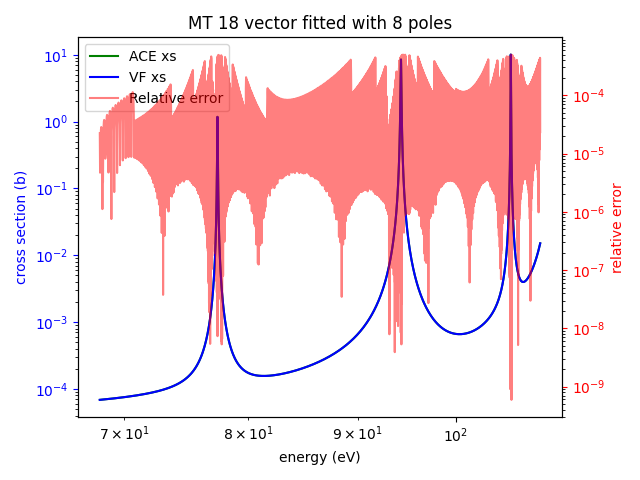 MT 18 vector fitted with 8 poles
ACE xs
VF xs
Relative error
cross section (b)
10¹
10⁰
10⁻¹
10⁻²
10⁻³
10⁻⁴
relative error
10⁻⁴
10⁻⁵
10⁻⁶
10⁻⁷
10⁻⁸
10⁻⁹
7 × 10¹ 8 × 10¹ 9 × 10¹ 10²
energy (eV)